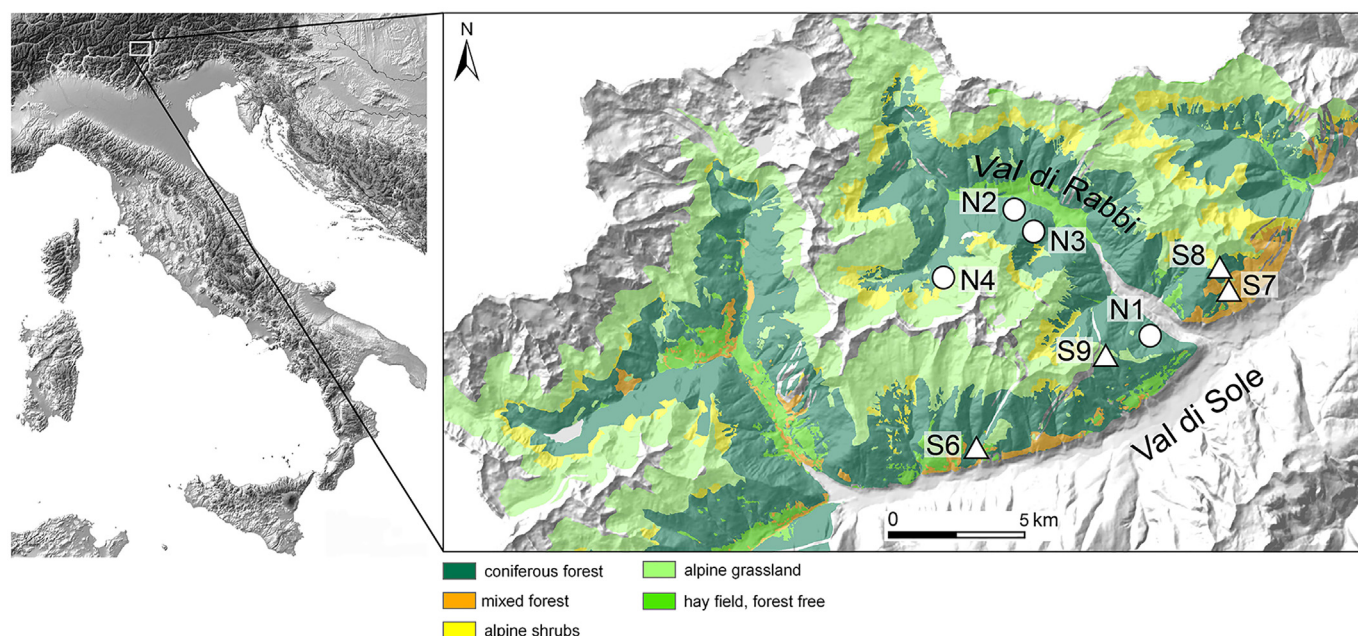 N
Val di Rabbi
N2
N3
N4
S8
S7
N1
S9
S6
Val di Sole
0 5 km
coniferous forest
alpine grassland
mixed forest
hay field, forest free
alpine shrubs